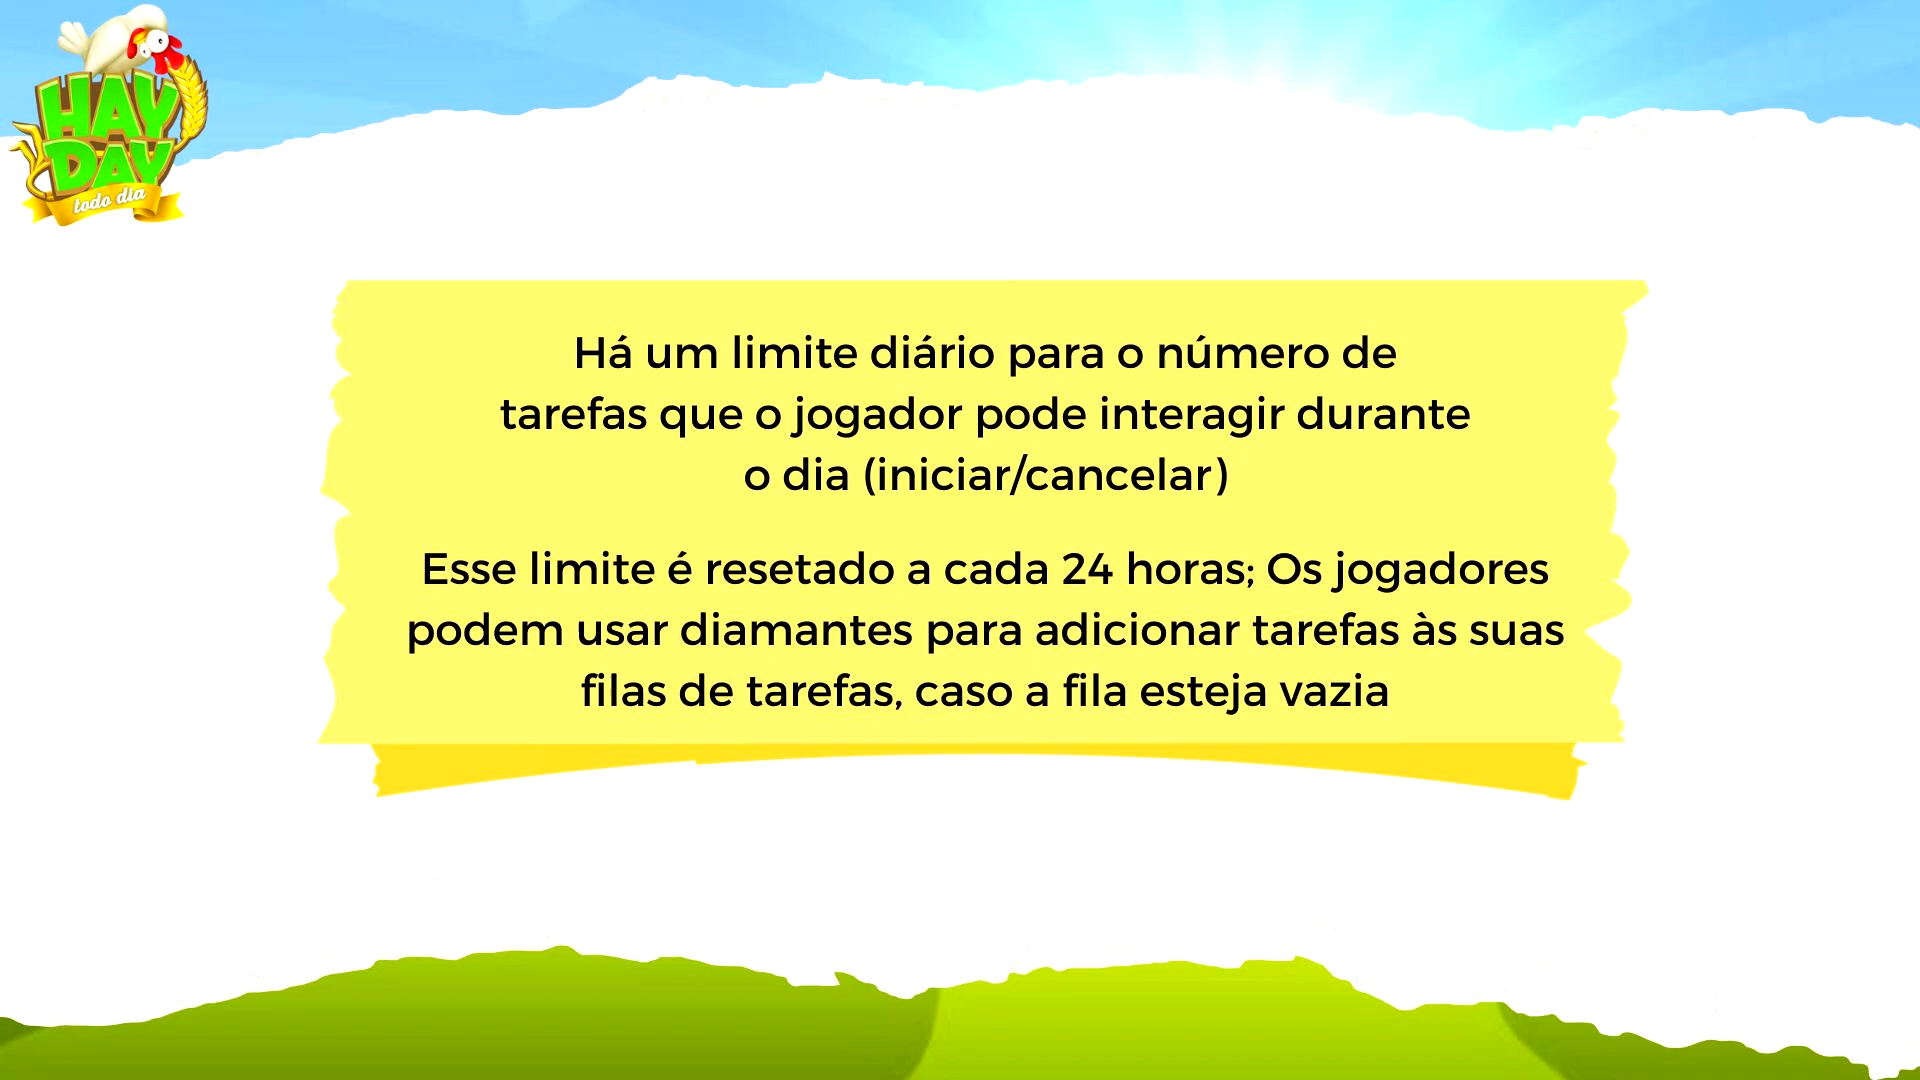 HAY
DAY
todo dia
Há um limite diário para o número de
tarefas que o jogador pode interagir durante
o dia (iniciar/cancelar)
Esse limite é resetado a cada 24 horas; Os jogadores
podem usar diamantes para adicionar tarefas às suas
filas de tarefas, caso a fila esteja vazia